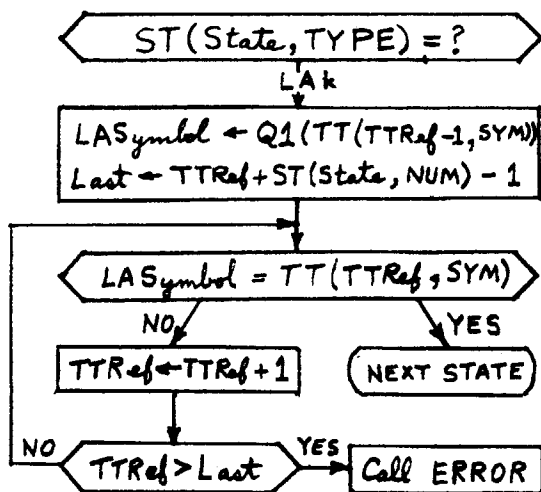 ST(State, TYPE) = ?
LAk
LASymbol ← Q1(TT(TTRef-1, SYM))
Last ← TTRef + ST(State, NUM) - 1
LASymbol = TT(TTRef, SYM)
NO
YES
TTRef ← TTRef + 1
NEXT STATE
NO
TTRef > Last
YES
Call ERROR